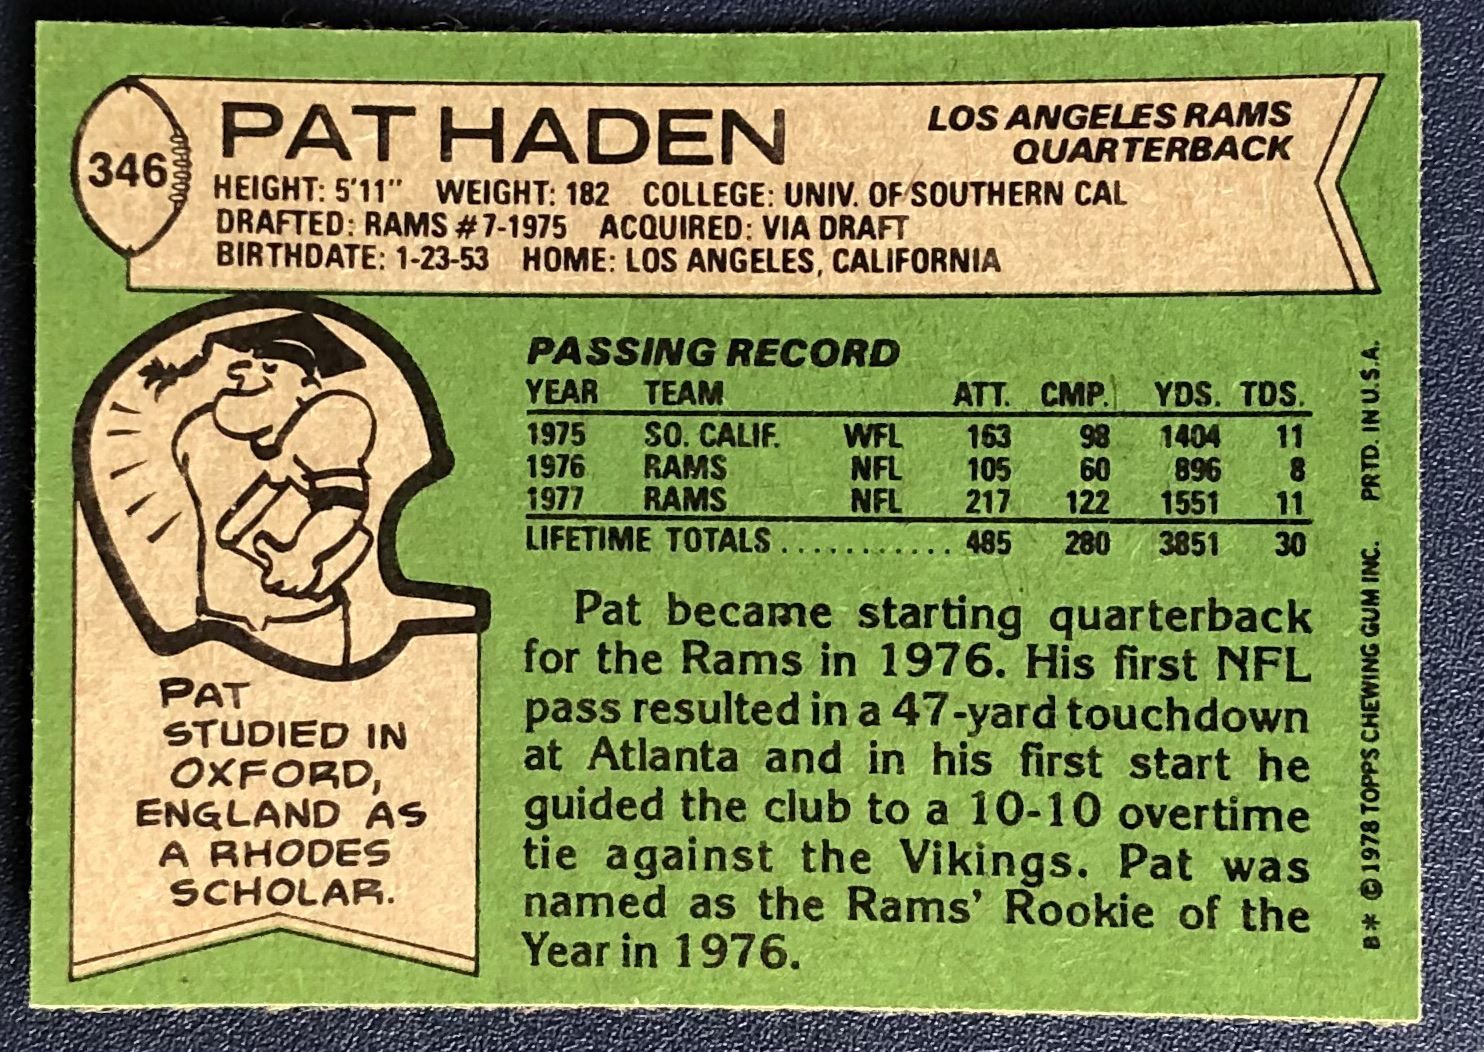 346
PAT HADEN
LOS ANGELES RAMS
QUARTERBACK
HEIGHT: 5'11" WEIGHT: 182 COLLEGE: UNIV. OF SOUTHERN CAL
DRAFTED: RAMS #7-1975 ACQUIRED: VIA DRAFT
BIRTHDATE: 1-23-53 HOME: LOS ANGELES, CALIFORNIA
PASSING RECORD
YEAR TEAM ATT. CMP. YDS. TDS.
1975 SO. CALIF. WFL 163 98 1404 11
1976 RAMS NFL 105 60 896 8
1977 RAMS NFL 217 122 1551 11
LIFETIME TOTALS ............ 485 280 3851 30
Pat became starting quarterback
for the Rams in 1976. His first NFL
pass resulted in a 47-yard touchdown
at Atlanta and in his first start he
guided the club to a 10-10 overtime
tie against the Vikings. Pat was
named as the Rams' Rookie of the
Year in 1976.
PAT
STUDIED IN
OXFORD,
ENGLAND AS
A RHODES
SCHOLAR.
B* © 1978 TOPPS CHEWING GUM INC. PRTD. IN U.S.A.